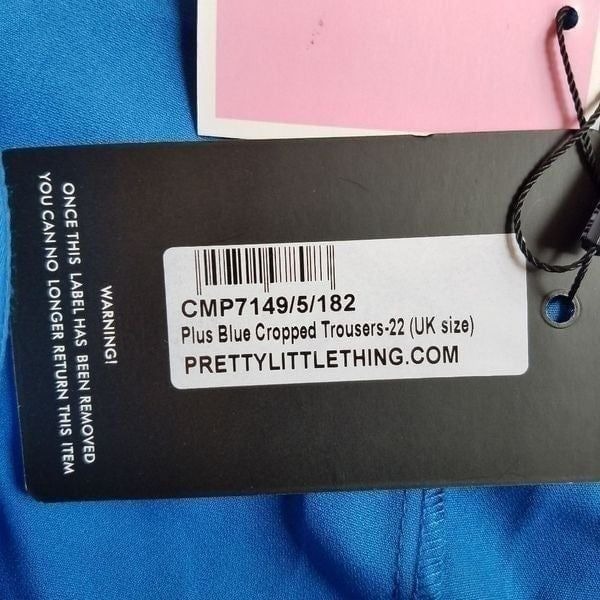 WARNING!
ONCE THIS LABEL HAS BEEN REMOVED
YOU CAN NO LONGER RETURN THIS ITEM
CMP7149/5/182
Plus Blue Cropped Trousers-22 (UK size)
PRETTYLITTLETHING.COM